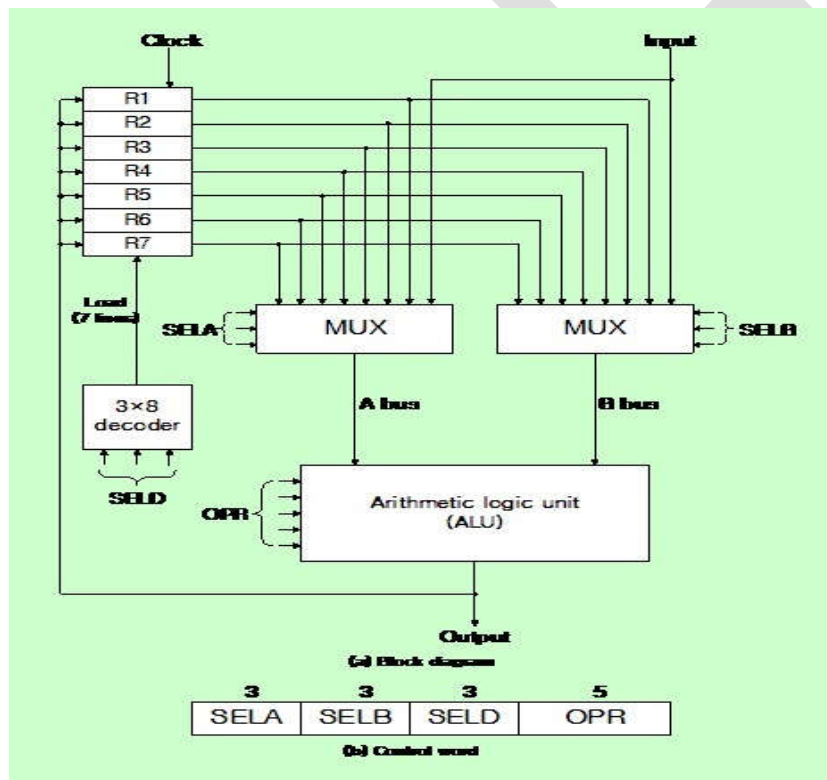 Clock
Input
R1
R2
R3
R4
R5
R6
R7
Load
(7 lines)
SELA
MUX
MUX
SELB
3×8
decoder
A bus
B bus
SELD
OPR
Arithmetic logic unit
(ALU)
Output
(a) Block diagram
3 3 3 5
SELA SELB SELD OPR
(b) Control word